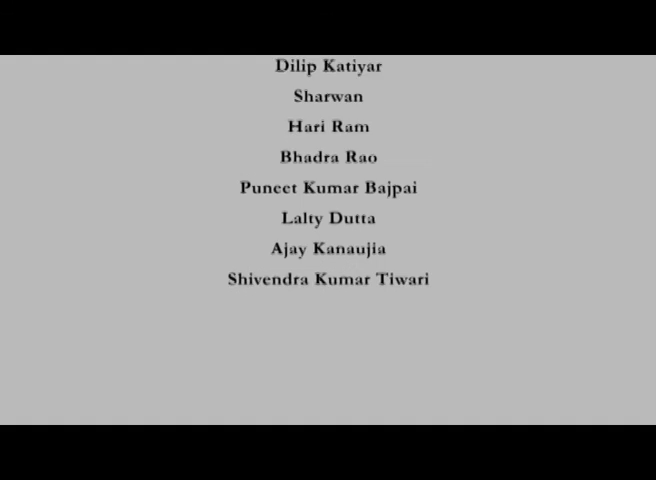 Dilip Katiyar
Sharwan
Hari Ram
Bhadra Rao
Puneet Kumar Bajpai
Lalty Dutta
Ajay Kanaujia
Shivendra Kumar Tiwari